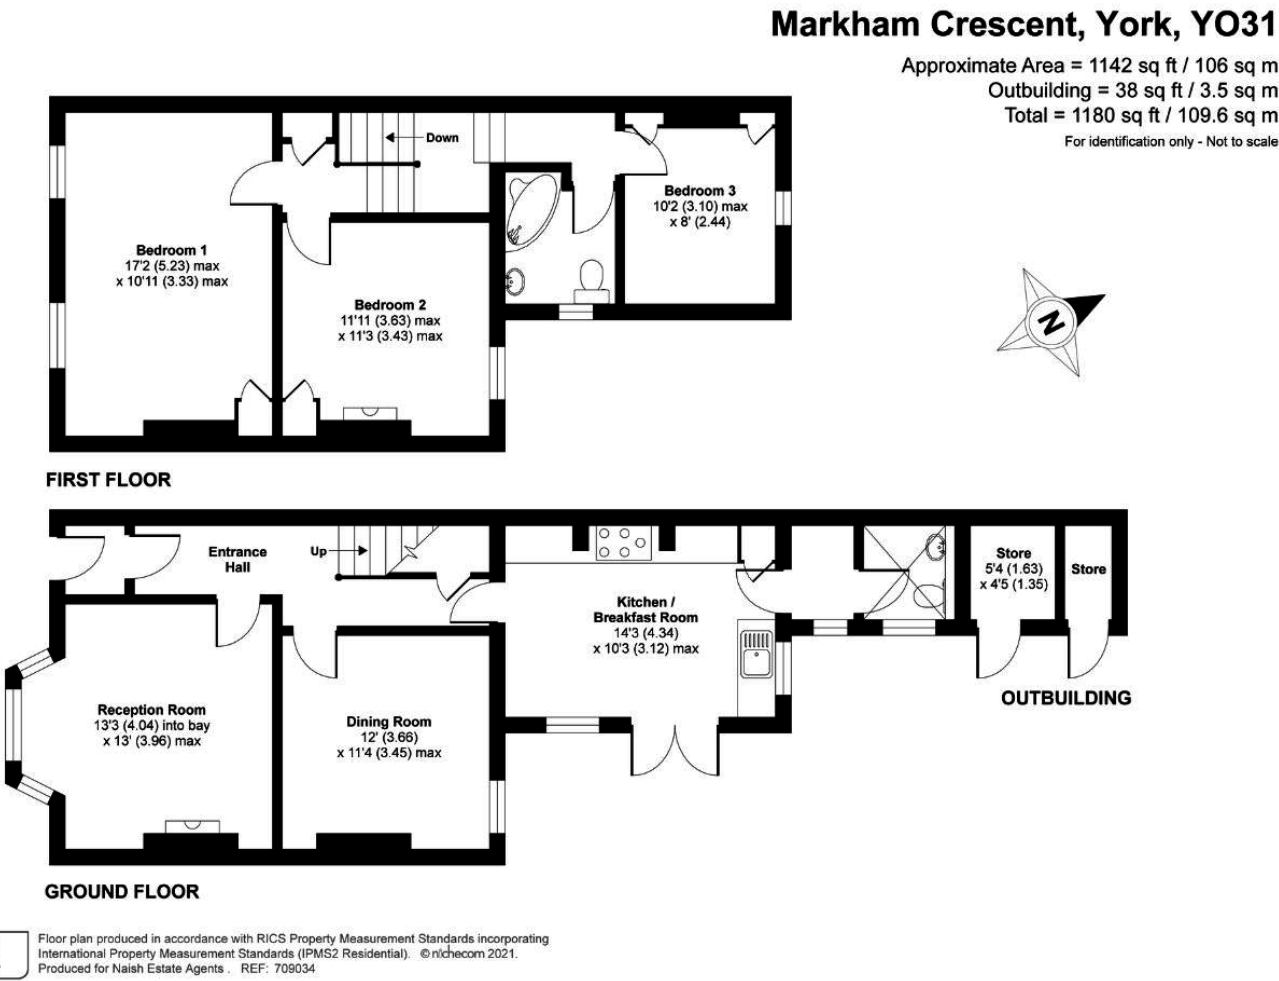 Markham Crescent, York, YO31
Approximate Area = 1142 sq ft / 106 sq m
Outbuilding = 38 sq ft / 3.5 sq m
Total = 1180 sq ft / 109.6 sq m
For identification only - Not to scale
Down
Bedroom 3
10'2 (3.10) max
x 8' (2.44)
Bedroom 1
17'2 (5.23) max
x 10'11 (3.33) max
Bedroom 2
11'11 (3.63) max
x 11'3 (3.43) max
N
FIRST FLOOR
Entrance
Hall
Up
Kitchen /
Breakfast Room
14'3 (4.34)
x 10'3 (3.12) max
Store
5'4 (1.63)
x 4'5 (1.35)
Store
OUTBUILDING
Reception Room
13'3 (4.04) into bay
x 13' (3.96) max
Dining Room
12' (3.66)
x 11'4 (3.45) max
GROUND FLOOR
Floor plan produced in accordance with RICS Property Measurement Standards incorporating
International Property Measurement Standards (IPMS2 Residential). © nichecom 2021.
Produced for Naish Estate Agents . REF: 709034